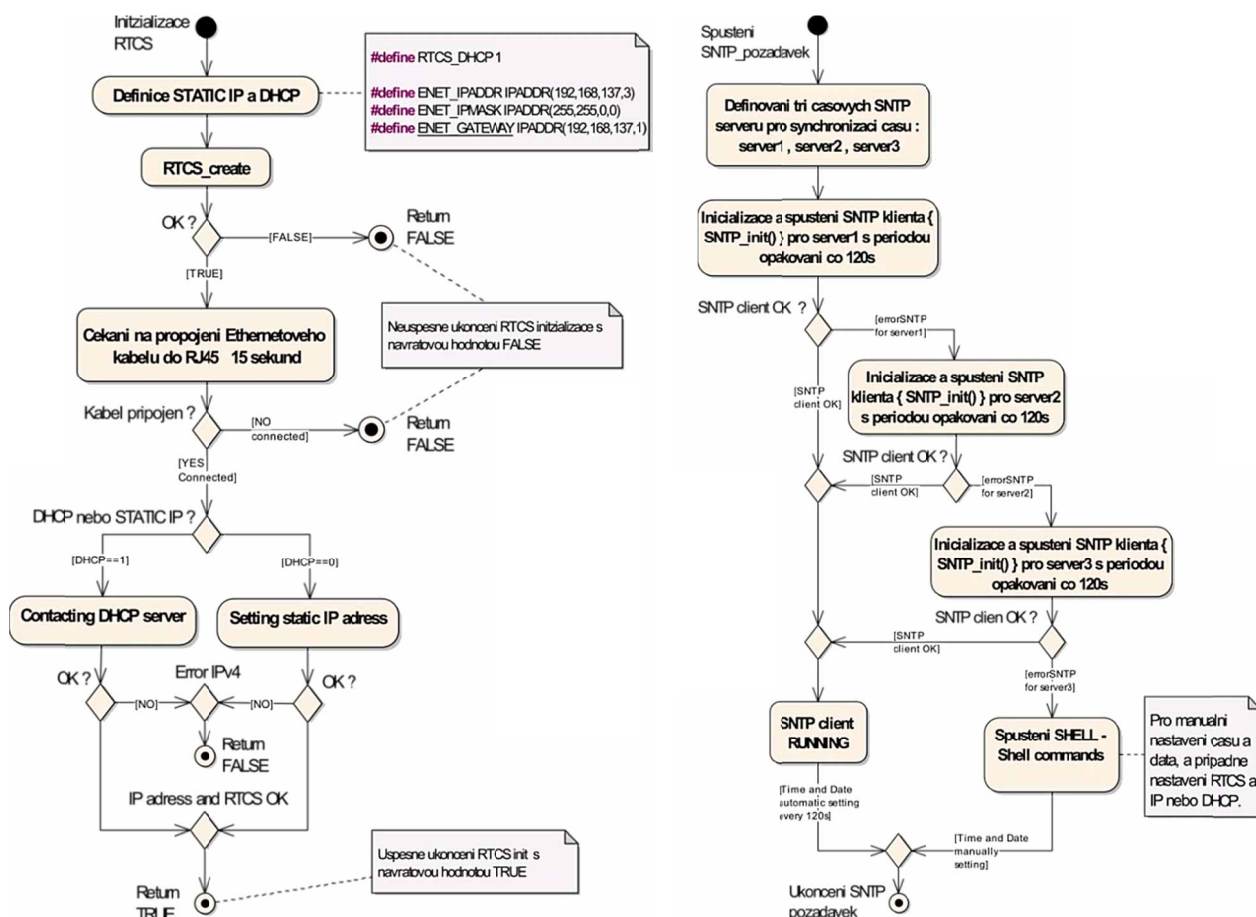 Initzializace
RTCS
Definice STATIC IP a DHCP
#define RTCS_DHCP 1
#define ENET_IPADDR IPADDR(192,168,137,3)
#define ENET_IPMASK IPADDR(255,255,0,0)
#define ENET_GATEWAY IPADDR(192,168,137,1)
RTCS_create
OK ?
[FALSE]
Return
FALSE
[TRUE]
Cekani na propojeni Ethernetoveho
kabelu do RJ45 15 sekund
Neuspesne ukonceni RTCS initzializace s
navratovou hodnotou FALSE
Kabel pripojen ?
[NO
connected]
Return
FALSE
[YES
Connected]
DHCP nebo STATIC IP ?
[DHCP==1]
[DHCP==0]
Contacting DHCP server
Setting static IP adress
OK ?
Error IPv4
OK ?
[NO]
[NO]
Return
FALSE
IP adress and RTCS OK
Uspesne ukonceni RTCS init s
navratovou hodnotou TRUE
Return
TRUE
Spusteni
SNTP_pozadavek
Definovani tri casovych SNTP
serveru pro synchronizaci casu :
server1 , server2 , server3
Inicializace a spusteni SNTP klienta {
SNTP_init() } pro server1 s periodou
opakovani co 120s
SNTP client OK ?
[errorSNTP
for server1]
[SNTP
client OK]
Inicializace a spusteni SNTP
klienta { SNTP_init() } pro server2
s periodou opakovani co 120s
SNTP client OK ?
[SNTP
client OK]
[errorSNTP
for server2]
Inicializace a spusteni SNTP klienta {
SNTP_init() } pro server3 s periodou
opakovani co 120s
SNTP clien OK ?
[SNTP
client OK]
[errorSNTP
for server3]
SNTP client
RUNNING
Spusteni SHELL -
Shell commands
Pro manualni
nastaveni casu a
data, a pripadne
nastaveni RTCS a
IP nebo DHCP.
[Time and Date
automatic setting
every 120s]
[Time and Date
manually
setting]
Ukonceni SNTP
pozadavek